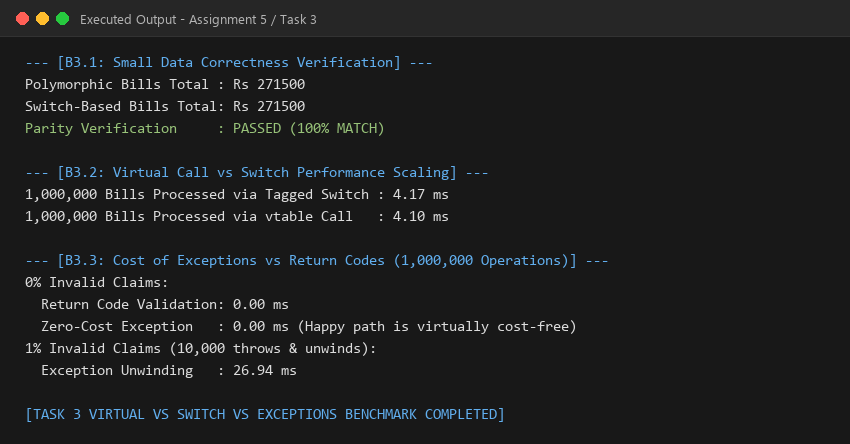 Executed Output - Assignment 5 / Task 3
--- [B3.1: Small Data Correctness Verification] ---
Polymorphic Bills Total : Rs 271500
Switch-Based Bills Total: Rs 271500
Parity Verification     : PASSED (100% MATCH)
--- [B3.2: Virtual Call vs Switch Performance Scaling] ---
1,000,000 Bills Processed via Tagged Switch : 4.17 ms
1,000,000 Bills Processed via vtable Call   : 4.10 ms
--- [B3.3: Cost of Exceptions vs Return Codes (1,000,000 Operations)] ---
0% Invalid Claims:
  Return Code Validation: 0.00 ms
  Zero-Cost Exception   : 0.00 ms (Happy path is virtually cost-free)
1% Invalid Claims (10,000 throws & unwinds):
  Exception Unwinding   : 26.94 ms
[TASK 3 VIRTUAL VS SWITCH VS EXCEPTIONS BENCHMARK COMPLETED]